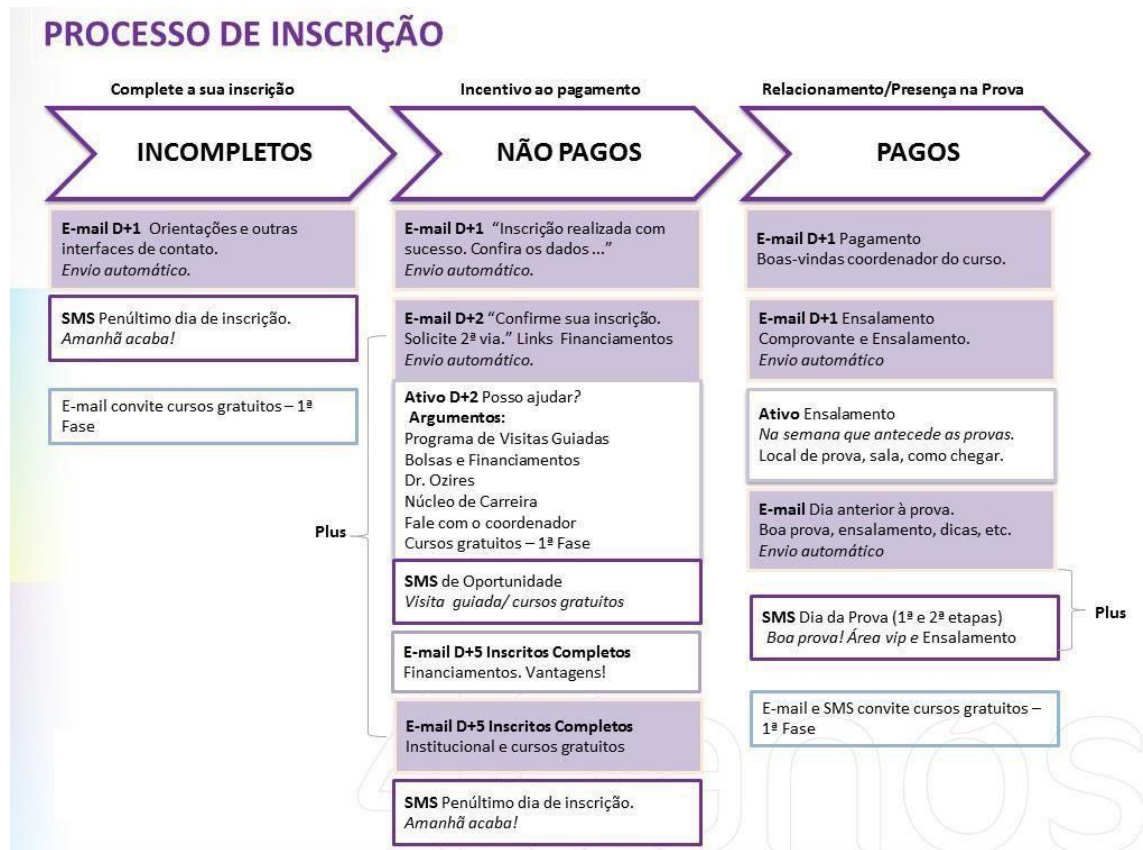 PROCESSO DE INSCRIÇÃO
Complete a sua inscrição
INCOMPLETOS
E-mail D+1 Orientações e outras
interfaces de contato.
Envio automático.
SMS Penúltimo dia de inscrição.
Amanhã acaba!
E-mail convite cursos gratuitos – 1ª
Fase
Incentivo ao pagamento
NÃO PAGOS
E-mail D+1 “Inscrição realizada com
sucesso. Confira os dados ...”
Envio automático.
E-mail D+2 “Confirme sua inscrição.
Solicite 2ª via.” Links Financiamentos
Envio automático.
Ativo D+2 Posso ajudar?
Argumentos:
Programa de Visitas Guiadas
Bolsas e Financiamentos
Dr. Ozires
Núcleo de Carreira
Fale com o coordenador
Cursos gratuitos – 1ª Fase
Plus
SMS de Oportunidade
Visita guiada/ cursos gratuitos
E-mail D+5 Inscritos Completos
Financiamentos. Vantagens!
E-mail D+5 Inscritos Completos
Institucional e cursos gratuitos
SMS Penúltimo dia de inscrição.
Amanhã acaba!
Relacionamento/Presença na Prova
PAGOS
E-mail D+1 Pagamento
Boas-vindas coordenador do curso.
E-mail D+1 Ensalamento
Comprovante e Ensalamento.
Envio automático
Ativo Ensalamento
Na semana que antecede as provas.
Local de prova, sala, como chegar.
E-mail Dia anterior à prova.
Boa prova, ensalamento, dicas, etc.
Envio automático
SMS Dia da Prova (1ª e 2ª etapas)
Boa prova! Área vip e Ensalamento
Plus
E-mail e SMS convite cursos gratuitos –
1ª Fase